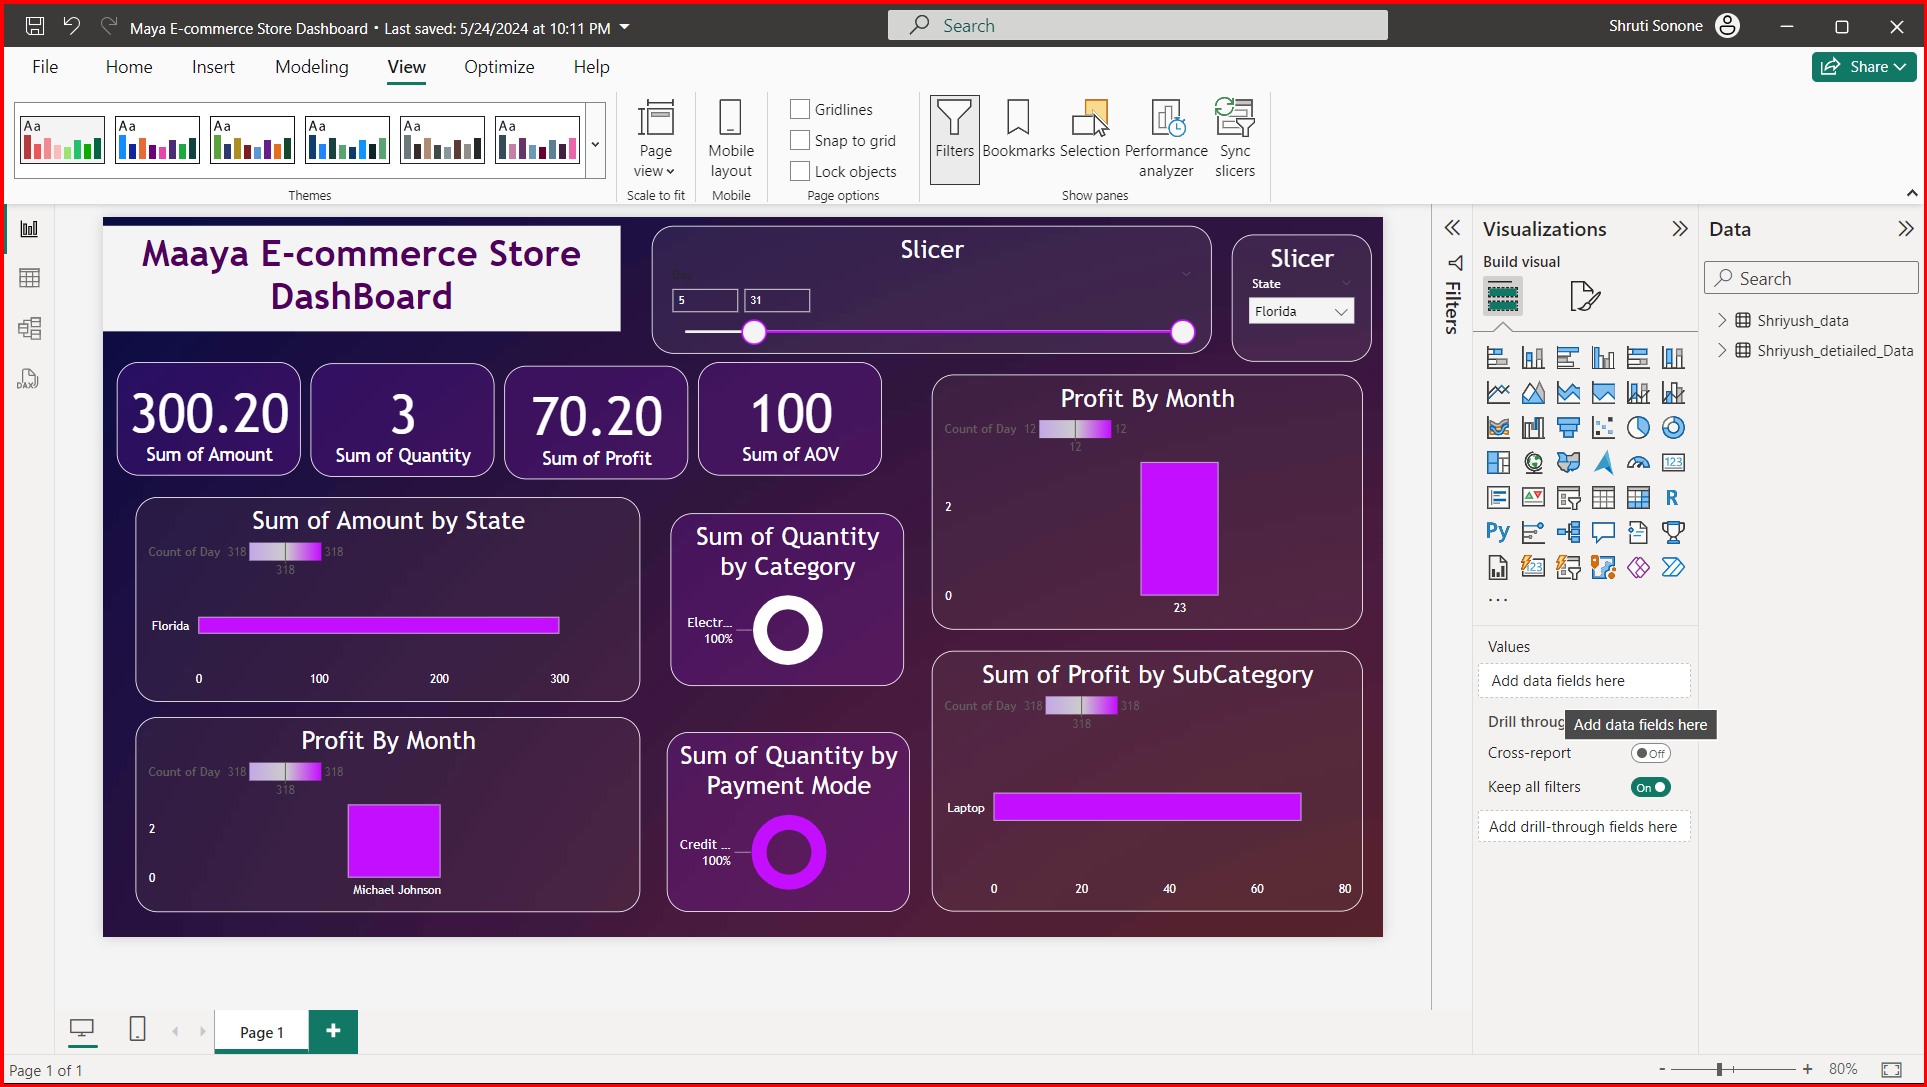 Maya E-commerce Store Dashboard • Last saved: 5/24/2024 at 10:11 PM
Search
Shruti Sonone
File
Home
Insert
Modeling
View
Optimize
Help
Share
Aa
Aa
Aa
Aa
Aa
Aa
Themes
Page
view
Scale to fit
Mobile
layout
Mobile
Gridlines
Snap to grid
Lock objects
Page options
Filters
Bookmarks
Selection
Performance
analyzer
Sync
slicers
Show panes
DAX
Maaya E-commerce Store
DashBoard
Slicer
Day
5
31
Slicer
State
Florida
300.20
Sum of Amount
3
Sum of Quantity
70.20
Sum of Profit
100
Sum of AOV
Sum of Amount by State
Count of Day 318 318
318
Florida
0 100 200 300
Profit By Month
Count of Day 318 318
318
2
0
Michael Johnson
Sum of Quantity
by Category
Electr...
100%
Sum of Quantity by
Payment Mode
Credit ...
100%
Profit By Month
Count of Day 12 12
12
2
0
23
Sum of Profit by SubCategory
Count of Day 318 318
318
Laptop
0 20 40 60 80
Filters
Visualizations
Build visual
123
R
Py
123
...
Values
Add data fields here
Drill throug
Add data fields here
Cross-report
Off
Keep all filters
On
Add drill-through fields here
Data
Search
Shriyush_data
Shriyush_detiailed_Data
Page 1
+
Page 1 of 1
- + 80%